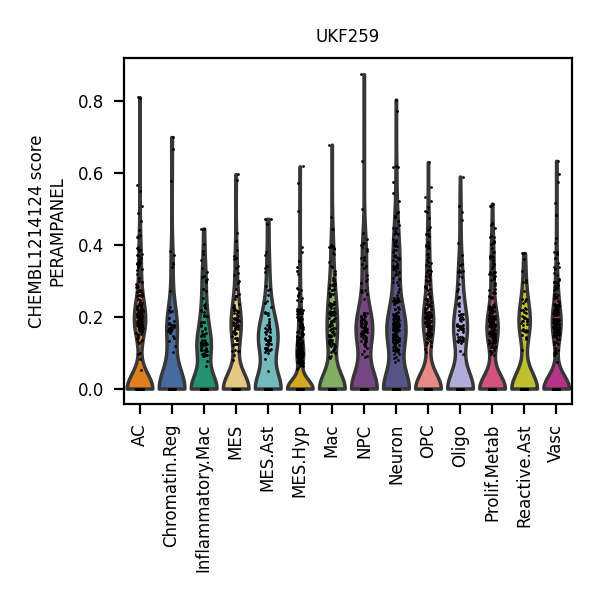 UKF259
CHEMBL1214124 score
PERAMPANEL
0.8
0.6
0.4
0.2
0.0
AC
Chromatin.Reg
Inflammatory.Mac
MES
MES.Ast
MES.Hyp
Mac
NPC
Neuron
OPC
Oligo
Prolif.Metab
Reactive.Ast
Vasc